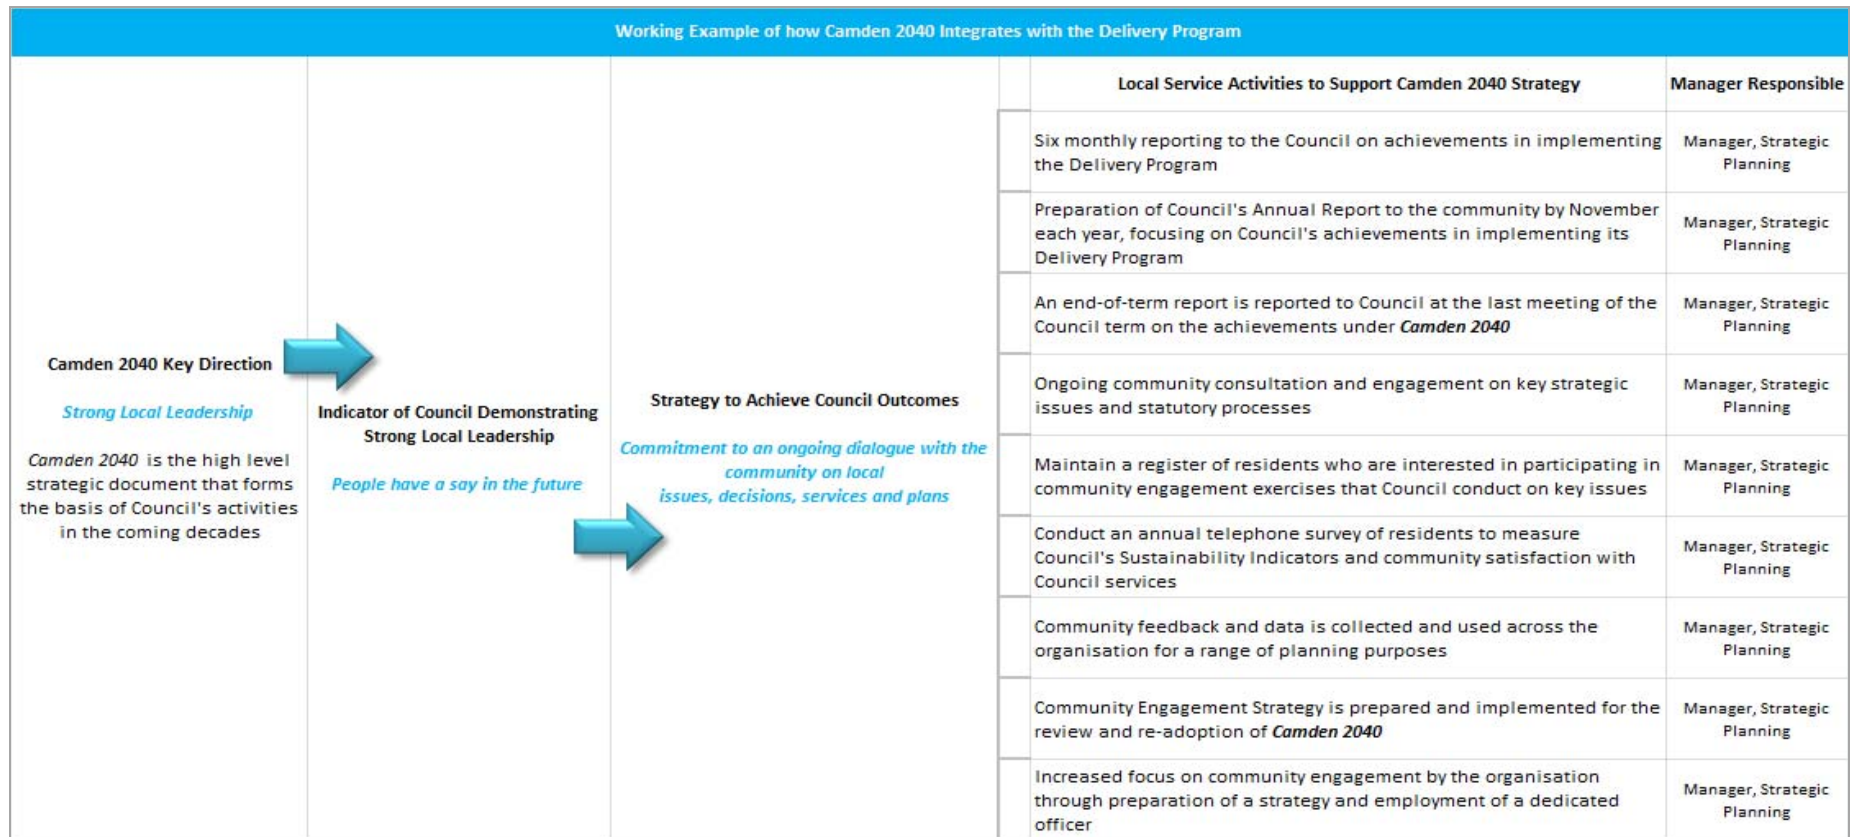 Working Example of how Camden 2040 Integrates with the Delivery Program
Camden 2040 Key Direction
Strong Local Leadership
Camden 2040 is the high level
strategic document that forms
the basis of Council's activities
in the coming decades
Indicator of Council Demonstrating
Strong Local Leadership
People have a say in the future
Strategy to Achieve Council Outcomes
Commitment to an ongoing dialogue with the
community on local
issues, decisions, services and plans
Local Service Activities to Support Camden 2040 Strategy
Manager Responsible
Six monthly reporting to the Council on achievements in implementing
the Delivery Program
Manager, Strategic
Planning
Preparation of Council's Annual Report to the community by November
each year, focusing on Council's achievements in implementing its
Delivery Program
Manager, Strategic
Planning
An end-of-term report is reported to Council at the last meeting of the
Council term on the achievements under Camden 2040
Manager, Strategic
Planning
Ongoing community consultation and engagement on key strategic
issues and statutory processes
Manager, Strategic
Planning
Maintain a register of residents who are interested in participating in
community engagement exercises that Council conduct on key issues
Manager, Strategic
Planning
Conduct an annual telephone survey of residents to measure
Council's Sustainability Indicators and community satisfaction with
Council services
Manager, Strategic
Planning
Community feedback and data is collected and used across the
organisation for a range of planning purposes
Manager, Strategic
Planning
Community Engagement Strategy is prepared and implemented for the
review and re-adoption of Camden 2040
Manager, Strategic
Planning
Increased focus on community engagement by the organisation
through preparation of a strategy and employment of a dedicated
officer
Manager, Strategic
Planning